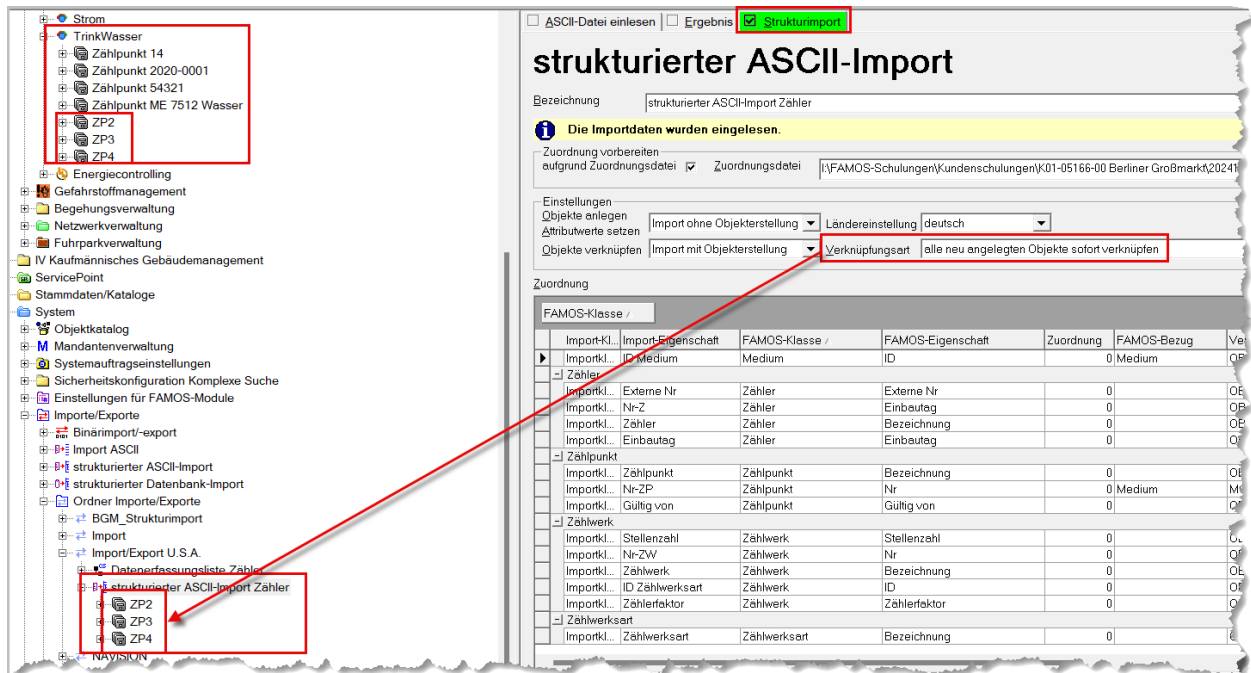 Strom
TrinkWasser
Zählpunkt 14
Zählpunkt 2020-0001
Zählpunkt 54321
Zählpunkt ME 7512 Wasser
ZP2
ZP3
ZP4
Energiecontrolling
Gefahrstoffmanagement
Begehungsverwaltung
Netzwerkverwaltung
Fuhrparkverwaltung
IV Kaufmännisches Gebäudemanagement
ServicePoint
Stammdaten/Kataloge
System
Objektkatalog
Mandantenverwaltung
Systemauftragseinstellungen
Sicherheitskonfiguration Komplexe Suche
Einstellungen für FAMOS-Module
Importe/Exporte
Binärimport/-export
Import ASCII
strukturierter ASCII-Import
strukturierter Datenbank-Import
Ordner Importe/Exporte
BGM_Strukturimport
Import
Import/Export U.S.A.
Datenerfassungsliste Zähler
strukturierter ASCII-Import Zähler
ZP2
ZP3
ZP4
NAVISION
ASCII-Datei einlesen Ergebnis Strukturimport
strukturierter ASCII-Import
Bezeichnung strukturierter ASCII-Import Zähler
Die Importdaten wurden eingelesen.
Zuordnung vorbereiten
aufgrund Zuordnungsdatei Zuordnungsdatei I:\FAMOS-Schulungen\Kundenschulungen\K01-05166-00 Berliner Großmarkt\20241
Einstellungen
Objekte anlegen
Attributwerte setzen Import ohne Objekterstellung Ländereinstellung deutsch
Objekte verknüpfen Import mit Objekterstellung Verknüpfungsart alle neu angelegten Objekte sofort verknüpfen
Zuordnung
FAMOS-Klasse
Import-Kl... Import-Eigenschaft FAMOS-Klasse FAMOS-Eigenschaft Zuordnung FAMOS-Bezug
Importkl... ID Medium Medium ID 0 Medium
Zähler
Importkl... Externe Nr Zähler Externe Nr 0
Importkl... Nr-Z Zähler Einbautag 0
Importkl... Zähler Zähler Bezeichnung 0
Importkl... Einbautag Zähler Einbautag 0
Zählpunkt
Importkl... Zählpunkt Zählpunkt Bezeichnung 0
Importkl... Nr-ZP Zählpunkt Nr 0 Medium
Importkl... Gültig von Zählpunkt Gültig von 0
Zählwerk
Importkl... Stellenzahl Zählwerk Stellenzahl 0
Importkl... Nr-ZW Zählwerk Nr 0
Importkl... Zählwerk Zählwerk Bezeichnung 0
Importkl... ID Zählwerksart Zählwerk ID 0
Importkl... Zählerfaktor Zählwerk Zählerfaktor 0
Zählwerksart
Importkl... Zählwerksart Zählwerksart Bezeichnung 0